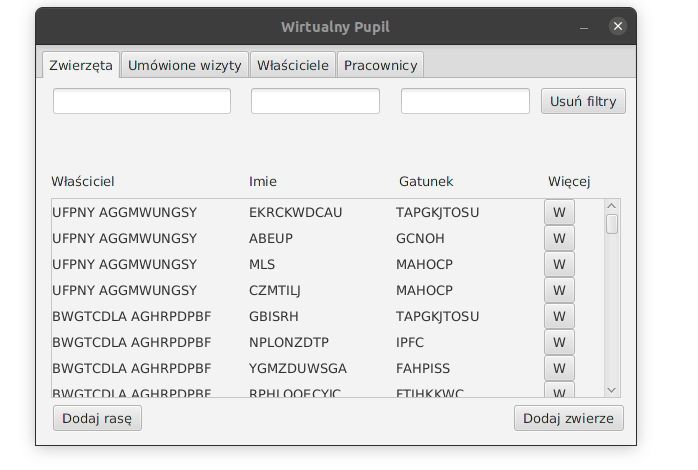 Wirtualny Pupil
Zwierzęta Umówione wizyty Właściciele Pracownicy
Usuń filtry
Właściciel Imie Gatunek Więcej
UFPNY AGGMWUNGSY EKRCKWDCAU TAPGKJTOSU W
UFPNY AGGMWUNGSY ABEUP GCNOH W
UFPNY AGGMWUNGSY MLS MAHOCP W
UFPNY AGGMWUNGSY CZMTILJ MAHOCP W
BWGTCDLA AGHRPDPBF GBISRH TAPGKJTOSU W
BWGTCDLA AGHRPDPBF NPLONZDTP IPFC W
BWGTCDLA AGHRPDPBF YGMZDUWSGA FAHPISS W
BWGTCDLA AGHRPDPBF W
Dodaj rasę Dodaj zwierze